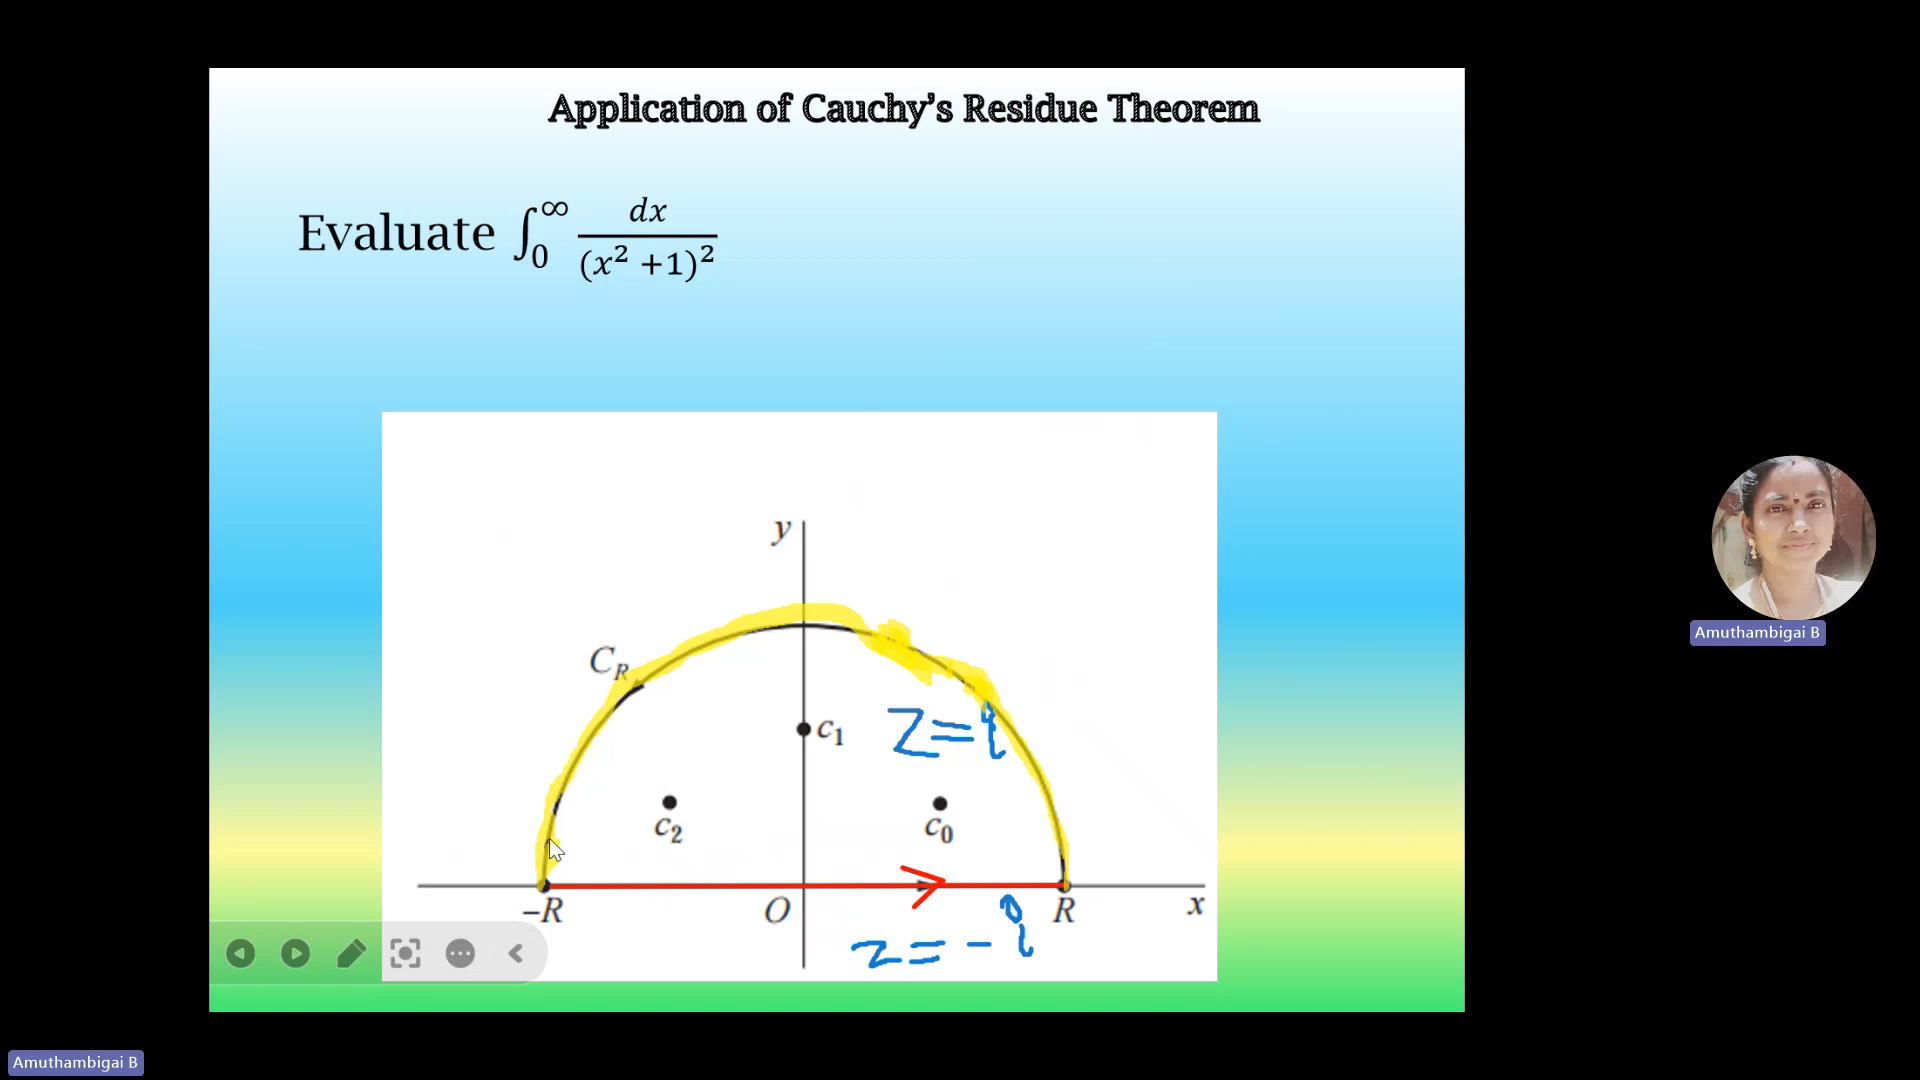 Application of Cauchy's Residue Theorem
Evaluate ∫₀^∞ dx / (x² +1)²
y
C_R
c₁ z=i
c₂ c₀
−R O R x
z=-i
Amuthambigai B
Amuthambigai B